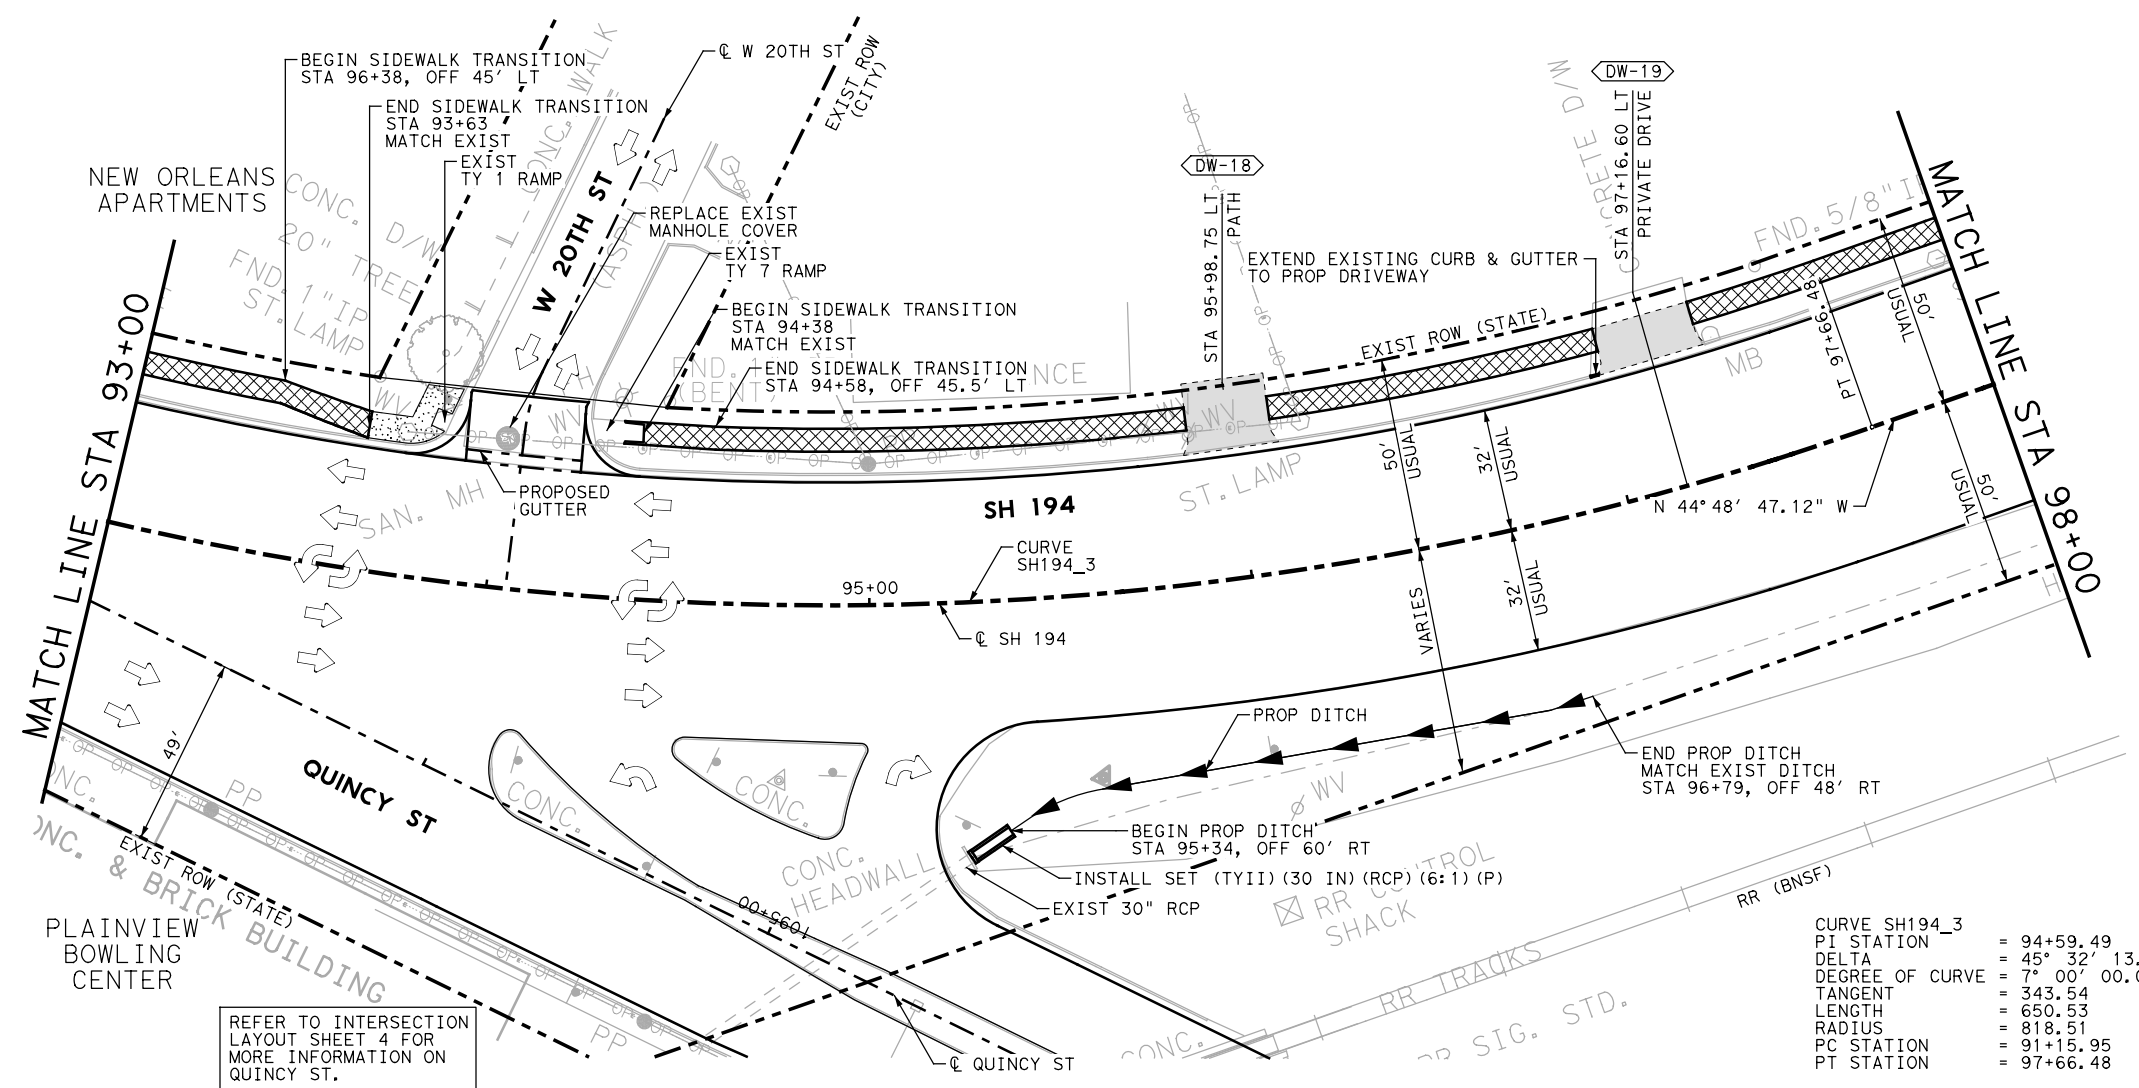 BEGIN SIDEWALK TRANSITION
STA 96+38, OFF 45' LT
END SIDEWALK TRANSITION
STA 93+63
MATCH EXIST
EXIST
TY 1 RAMP
NEW ORLEANS
APARTMENTS
CONC. D/W
20" TREE
FND. 1"IP
ST. LAMP
CONC. WALK
℄ W 20TH ST
EXIST ROW
(CITY)
W 20TH ST
(ASPH)
REPLACE EXIST
MANHOLE COVER
EXIST
TY 7 RAMP
BEGIN SIDEWALK TRANSITION
STA 94+38
MATCH EXIST
END SIDEWALK TRANSITION
STA 94+58, OFF 45.5' LT
DW-18
STA 95+98.75 LT
PATH
DW-19
STA 97+16.60 LT
PRIVATE DRIVE
EXTEND EXISTING CURB & GUTTER
TO PROP DRIVEWAY
FND. 5/8"
EXIST ROW (STATE)
MATCH LINE STA 93+00
MATCH LINE STA 98+00
WV
WV
H
WV
WV
MB
PT 97+66.48
50'
USUAL
50'
USUAL
32'
USUAL
50'
USUAL
32'
USUAL
VARIES
SAN. MH
PROPOSED
GUTTER
ST. LAMP
SH 194
N 44°48' 47.12" W
CURVE
SH194_3
95+00
℄ SH 194
H
49'
QUINCY ST
PP
CONC.
CONC.
PROP DITCH
END PROP DITCH
MATCH EXIST DITCH
STA 96+79, OFF 48' RT
WV
BEGIN PROP DITCH
STA 95+34, OFF 60' RT
INSTALL SET (TYII)(30 IN)(RCP)(6:1)(P)
EXIST 30" RCP
CONC.
HEADWALL
RR CONTROL
SHACK
RR (BNSF)
EXIST ROW (STATE)
& BRICK BUILDING
PLAINVIEW
BOWLING
CENTER
1095+00
RR TRACKS
SIG. STD.
CONC.
PP
℄ QUINCY ST
REFER TO INTERSECTION
LAYOUT SHEET 4 FOR
MORE INFORMATION ON
QUINCY ST.
CURVE SH194_3
PI STATION = 94+59.49
DELTA = 45° 32' 13.
DEGREE OF CURVE = 7° 00' 00.
TANGENT = 343.54
LENGTH = 650.53
RADIUS = 818.51
PC STATION = 91+15.95
PT STATION = 97+66.48